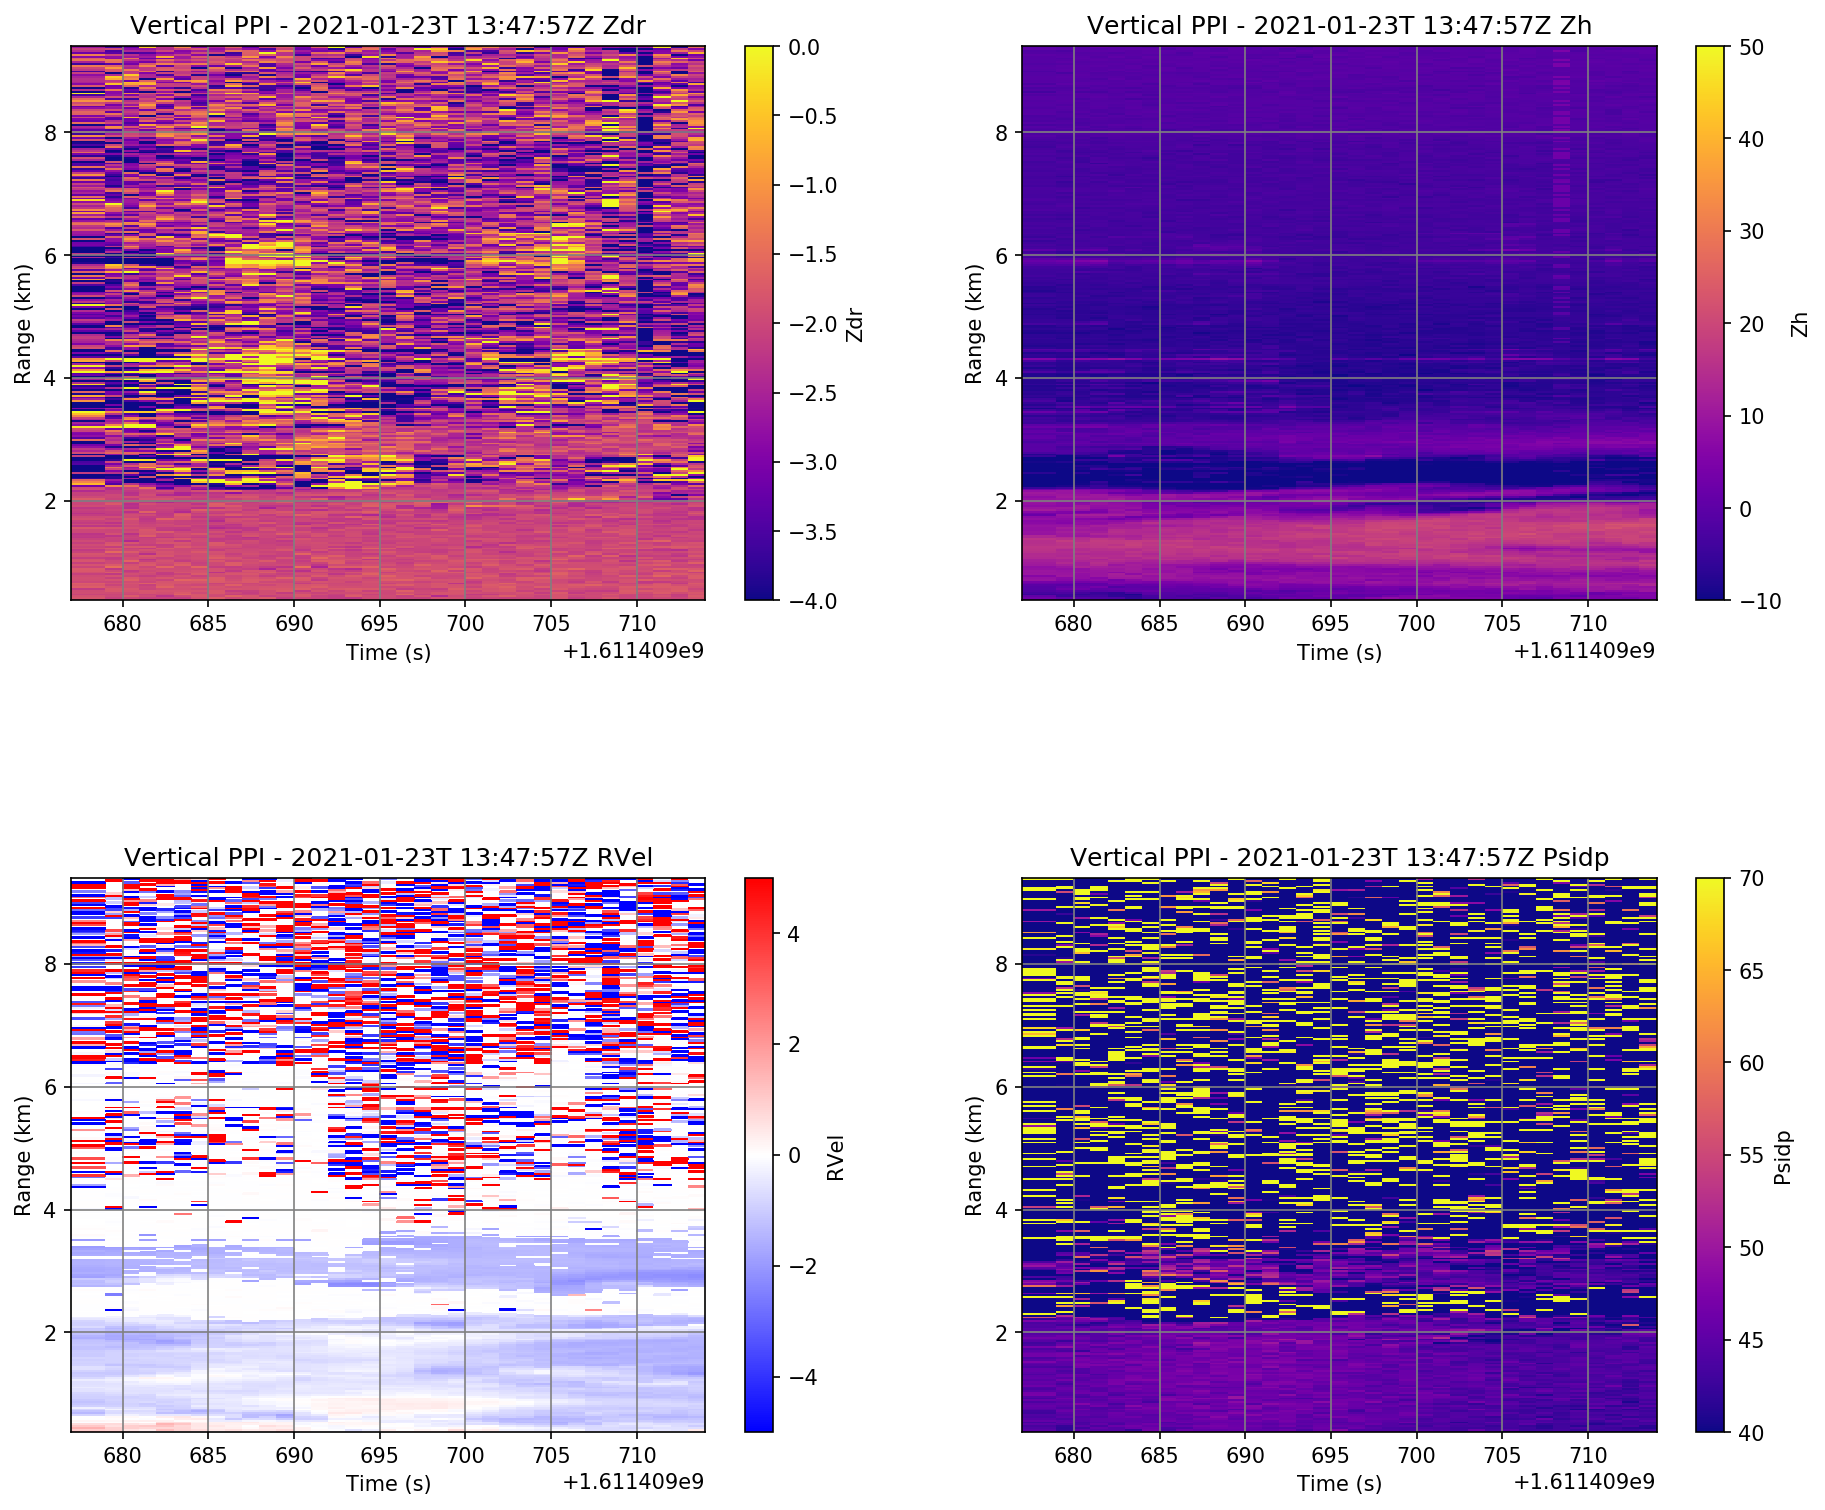 Vertical PPI - 2021-01-23T 13:47:57Z Zdr
Vertical PPI - 2021-01-23T 13:47:57Z Zh
8
6
4
2
Range (km)
680 685 690 695 700 705 710
Time (s)
+1.611409e9
0.0
−0.5
−1.0
−1.5
−2.0
−2.5
−3.0
−3.5
−4.0
Zdr
8
6
4
2
Range (km)
680 685 690 695 700 705 710
Time (s)
+1.611409e9
50
40
30
20
10
0
−10
Zh
Vertical PPI - 2021-01-23T 13:47:57Z RVel
Vertical PPI - 2021-01-23T 13:47:57Z Psidp
8
6
4
2
Range (km)
680 685 690 695 700 705 710
Time (s)
+1.611409e9
4
2
0
−2
−4
RVel
8
6
4
2
Range (km)
680 685 690 695 700 705 710
Time (s)
+1.611409e9
70
65
60
55
50
45
40
Psidp